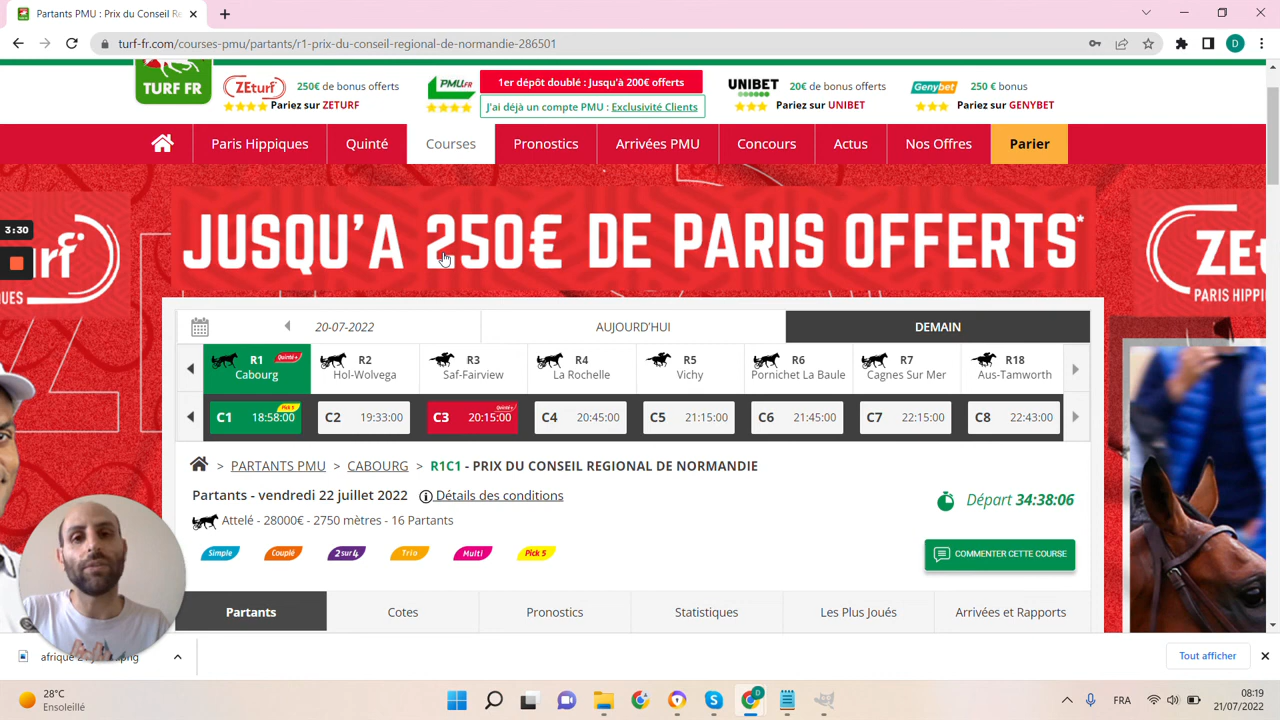 Partants PMU : Prix du Conseil Re
turf-fr.com/courses-pmu/partants/r1-prix-du-conseil-regional-de-normandie-286501
D
TURF FR
ZEturf
250€ de bonus offerts
Pariez sur ZETURF
PMU.FR
1er dépôt doublé : Jusqu'à 200€ offerts
J'ai déjà un compte PMU : Exclusivité Clients
UNIBET
20€ de bonus offerts
Pariez sur UNIBET
Genybet
250 € bonus
Pariez sur GENYBET
Paris Hippiques
Quinté
Courses
Pronostics
Arrivées PMU
Concours
Actus
Nos Offres
Parier
JUSQU'A 250€ DE PARIS OFFERTS*
3:30
ZEtu
PARIS HIPPI
20-07-2022
AUJOURD'HUI
DEMAIN
R1 Quinté+
Cabourg
R2
Hol-Wolvega
R3
Saf-Fairview
R4
La Rochelle
R5
Vichy
R6
Pornichet La Baule
R7
Cagnes Sur Mer
R18
Aus-Tamworth
C1 18:58:00 Pick 5
C2 19:33:00
C3 20:15:00 Quinté+
C4 20:45:00
C5 21:15:00
C6 21:45:00
C7 22:15:00
C8 22:43:00
> PARTANTS PMU > CABOURG > R1C1 - PRIX DU CONSEIL REGIONAL DE NORMANDIE
Partants - vendredi 22 juillet 2022 Détails des conditions
Départ 34:38:06
Attelé - 28000€ - 2750 mètres - 16 Partants
Simple Couplé 2 sur 4 Trio Multi Pick 5
COMMENTER CETTE COURSE
Partants
Cotes
Pronostics
Statistiques
Les Plus Joués
Arrivées et Rapports
Tout afficher
28°C
Ensoleillé
FRA
08:19
21/07/2022